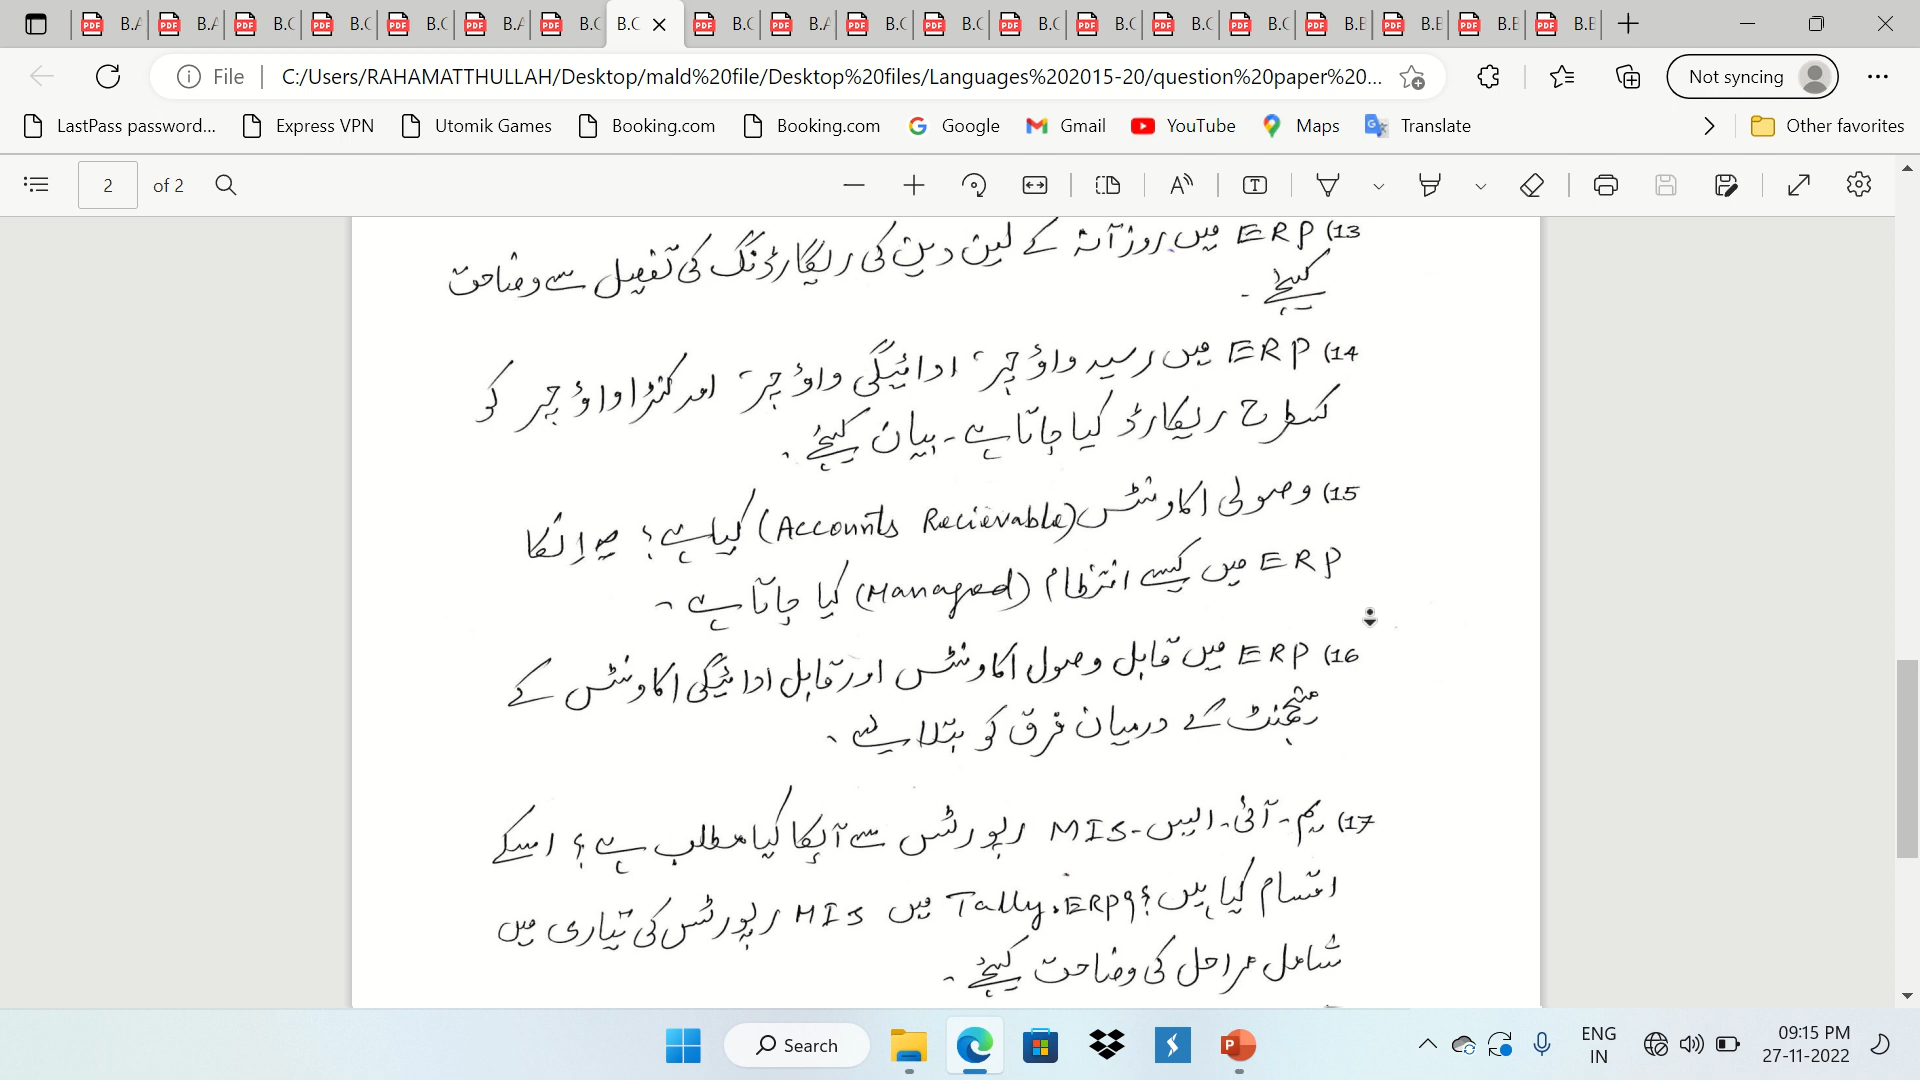 B.A
B.A
B.C
B.C
B.C
B.A
B.C
B.C
B.C
B.A
B.C
B.C
B.C
B.C
B.C
B.C
B.E
B.E
B.E
B.E
File
C:/Users/RAHAMATTHULLAH/Desktop/mald%20file/Desktop%20files/Languages%202015-20/question%20paper%20...
Not syncing
LastPass password...
Express VPN
Utomik Games
Booking.com
Booking.com
Google
Gmail
YouTube
Maps
Translate
Other favorites
2 of 2
13) ERP میں روزآنہ کے لین دین کی ریکارڈنگ کی تفصیل سے وضاحت
کیجئے ۔
14) ERP میں رسید واؤچر، ادائیگی واؤچر، اور کنٹرا واؤچر کو
کسطرح ریکارڈ کیا جاتا ہے ۔ بیان کیجئے ۔
15) وصولی اکاونٹس (Accounts Recievable) کیا ہے؟ اِنکا
ERP میں کیسے انتظام (Managed) کیا جاتا ہے ۔
16) ERP میں قابل وصول اکاونٹس اور قابل ادائیگی اکاونٹس کے
مینجمنٹ کے درمیان فرق کو بتلایئے ۔
17) یم۔آئی۔ایس۔MIS رپورٹس سے آپکا کیا مطلب ہے؟ اسکے
اقسام کیا ہیں؟ Tally.ERP9 میں MIS رپورٹس کی تیاری میں
شامل مراحل کی وضاحت کیجئے ۔
Search
ENG
IN
09:15 PM
27-11-2022